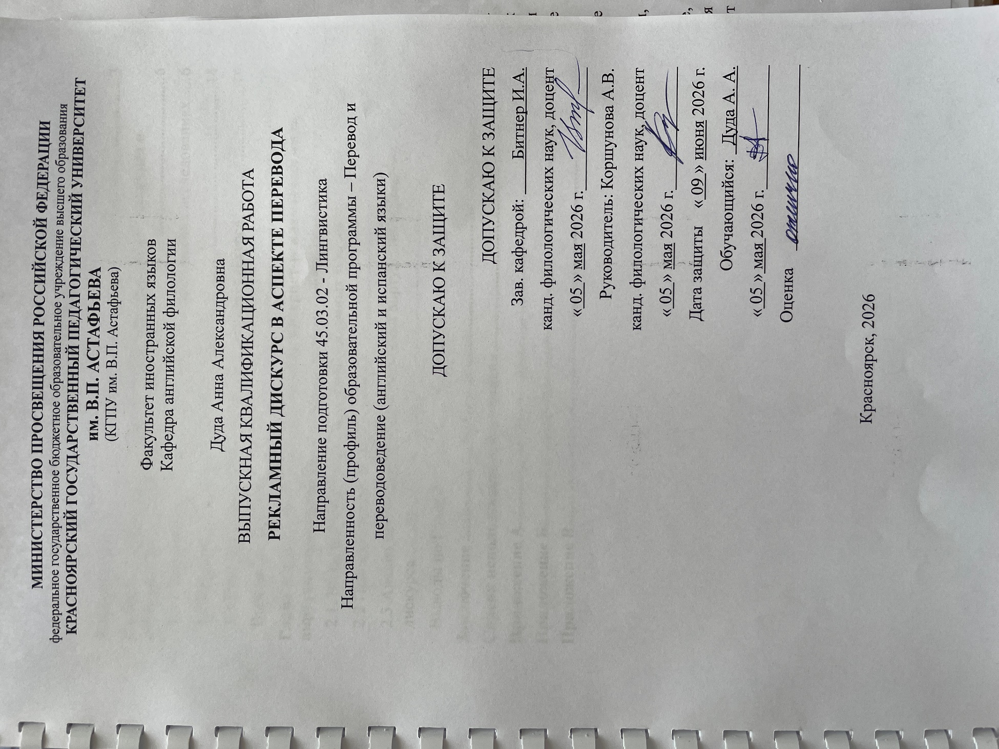 МИНИСТЕРСТВО ПРОСВЕЩЕНИЯ РОССИЙСКОЙ ФЕДЕРАЦИИ
федеральное государственное бюджетное образовательное учреждение высшего образования
КРАСНОЯРСКИЙ ГОСУДАРСТВЕННЫЙ ПЕДАГОГИЧЕСКИЙ УНИВЕРСИТЕТ
им. В.П. АСТАФЬЕВА
(КГПУ им. В.П. Астафьева)
Факультет иностранных языков
Кафедра английской филологии
Дуда Анна Александровна
ВЫПУСКНАЯ КВАЛИФИКАЦИОННАЯ РАБОТА
РЕКЛАМНЫЙ ДИСКУРС В АСПЕКТЕ ПЕРЕВОДА
Направление подготовки 45.03.02 - Лингвистика
Направленность (профиль) образовательной программы – Перевод и
переводоведение (английский и испанский языки)
ДОПУСКАЮ К ЗАЩИТЕ
ДОПУСКАЮ К ЗАЩИТЕ
Зав. кафедрой: Битнер И.А.
канд. филологических наук, доцент
« 05 » мая 2026 г.
Руководитель: Коршунова А.В.
канд. филологических наук, доцент
« 05 » мая 2026 г.
Дата защиты « 09 » июня 2026 г.
Обучающийся: Дуда А. А.
« 05 » мая 2026 г.
Оценка отлично
Красноярск, 2026